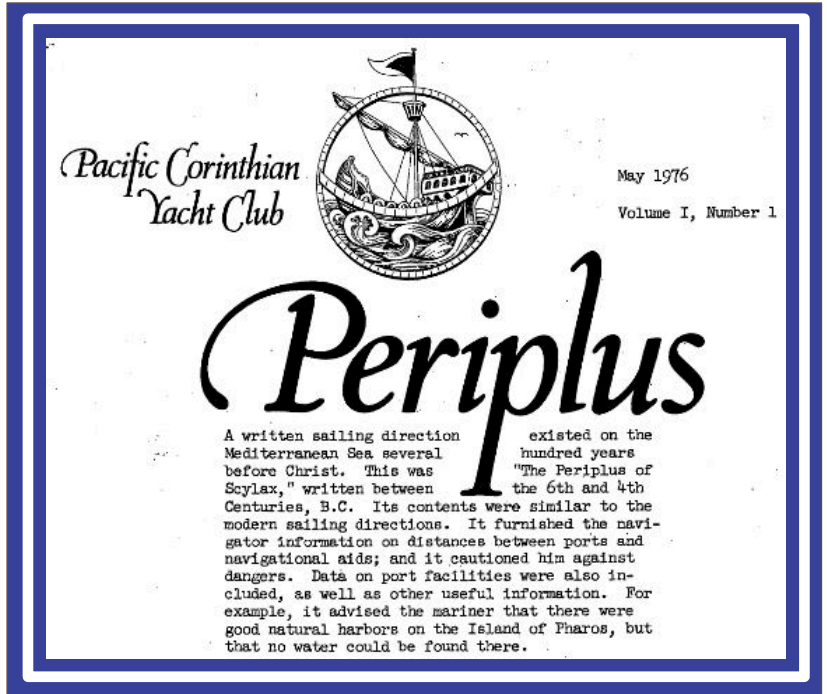 Pacific Corinthian
Yacht Club
May 1976
Volume I, Number 1
Periplus
A written sailing direction existed on the
Mediterranean Sea several hundred years
before Christ. This was "The Periplus of
Scylax," written between the 6th and 4th
Centuries, B.C. Its contents were similar to the
modern sailing directions. It furnished the navi-
gator information on distances between ports and
navigational aids; and it cautioned him against
dangers. Data on port facilities were also in-
cluded, as well as other useful information. For
example, it advised the mariner that there were
good natural harbors on the Island of Pharos, but
that no water could be found there.